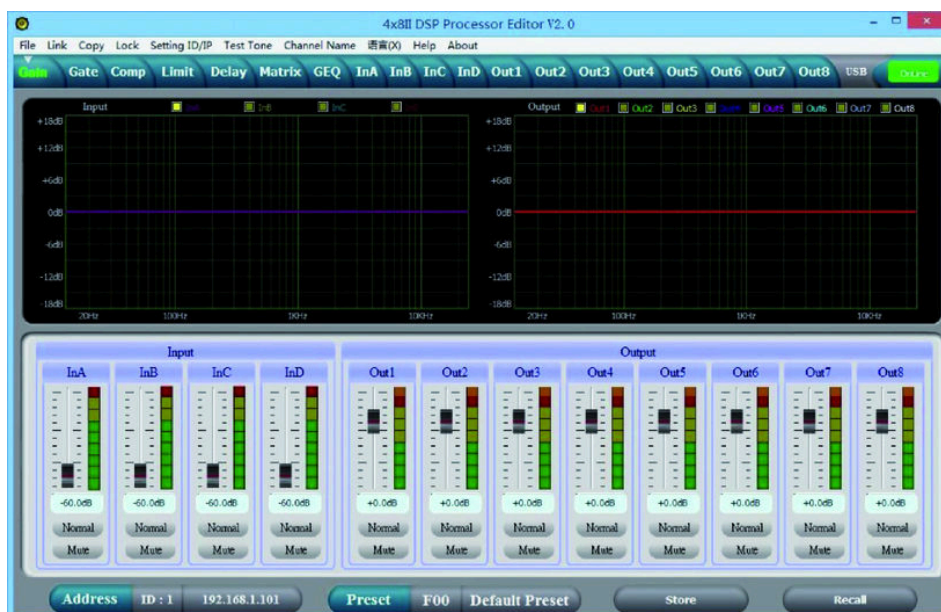 4x8II DSP Processor Editor V2. 0
File Link Copy Lock Setting ID/IP Test Tone Channel Name 语言(X) Help About
Gain Gate Comp Limit Delay Matrix GEQ InA InB InC InD Out1 Out2 Out3 Out4 Out5 Out6 Out7 Out8 USB OnLine
Input InA InB InC InD Output Out1 Out2 Out3 Out4 Out5 Out6 Out7 Out8
+18dB +18dB
+12dB +12dB
+6dB +6dB
0dB 0dB
-6dB -6dB
-12dB -12dB
-18dB -18dB
20Hz 100Hz 1KHz 10KHz 20Hz 100Hz 1KHz 10KHz
Input Output
InA InB InC InD Out1 Out2 Out3 Out4 Out5 Out6 Out7 Out8
-60.0dB -60.0dB -60.0dB -60.0dB +0.0dB +0.0dB +0.0dB +0.0dB +0.0dB +0.0dB +0.0dB +0.0dB
Normal Normal Normal Normal Normal Normal Normal Normal Normal Normal Normal Normal
Mute Mute Mute Mute Mute Mute Mute Mute Mute Mute Mute Mute
Address ID : 1 192.168.1.101 Preset F00 Default Preset Store Recall